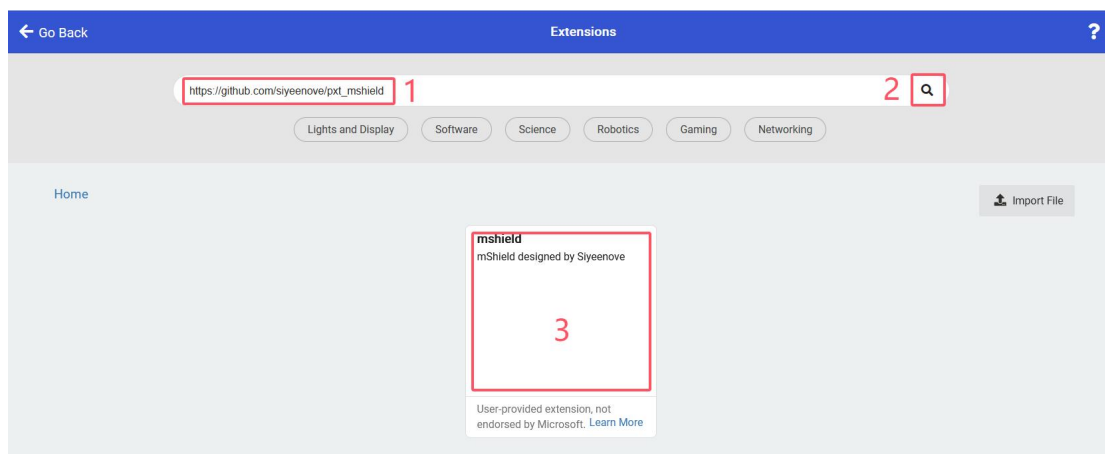 Go Back
Extensions
?
https://github.com/siyeenove/pxt_mshield
1
2
Lights and Display
Software
Science
Robotics
Gaming
Networking
Home
Import File
mshield
mShield designed by Siyeenove
3
User-provided extension, not
endorsed by Microsoft. Learn More